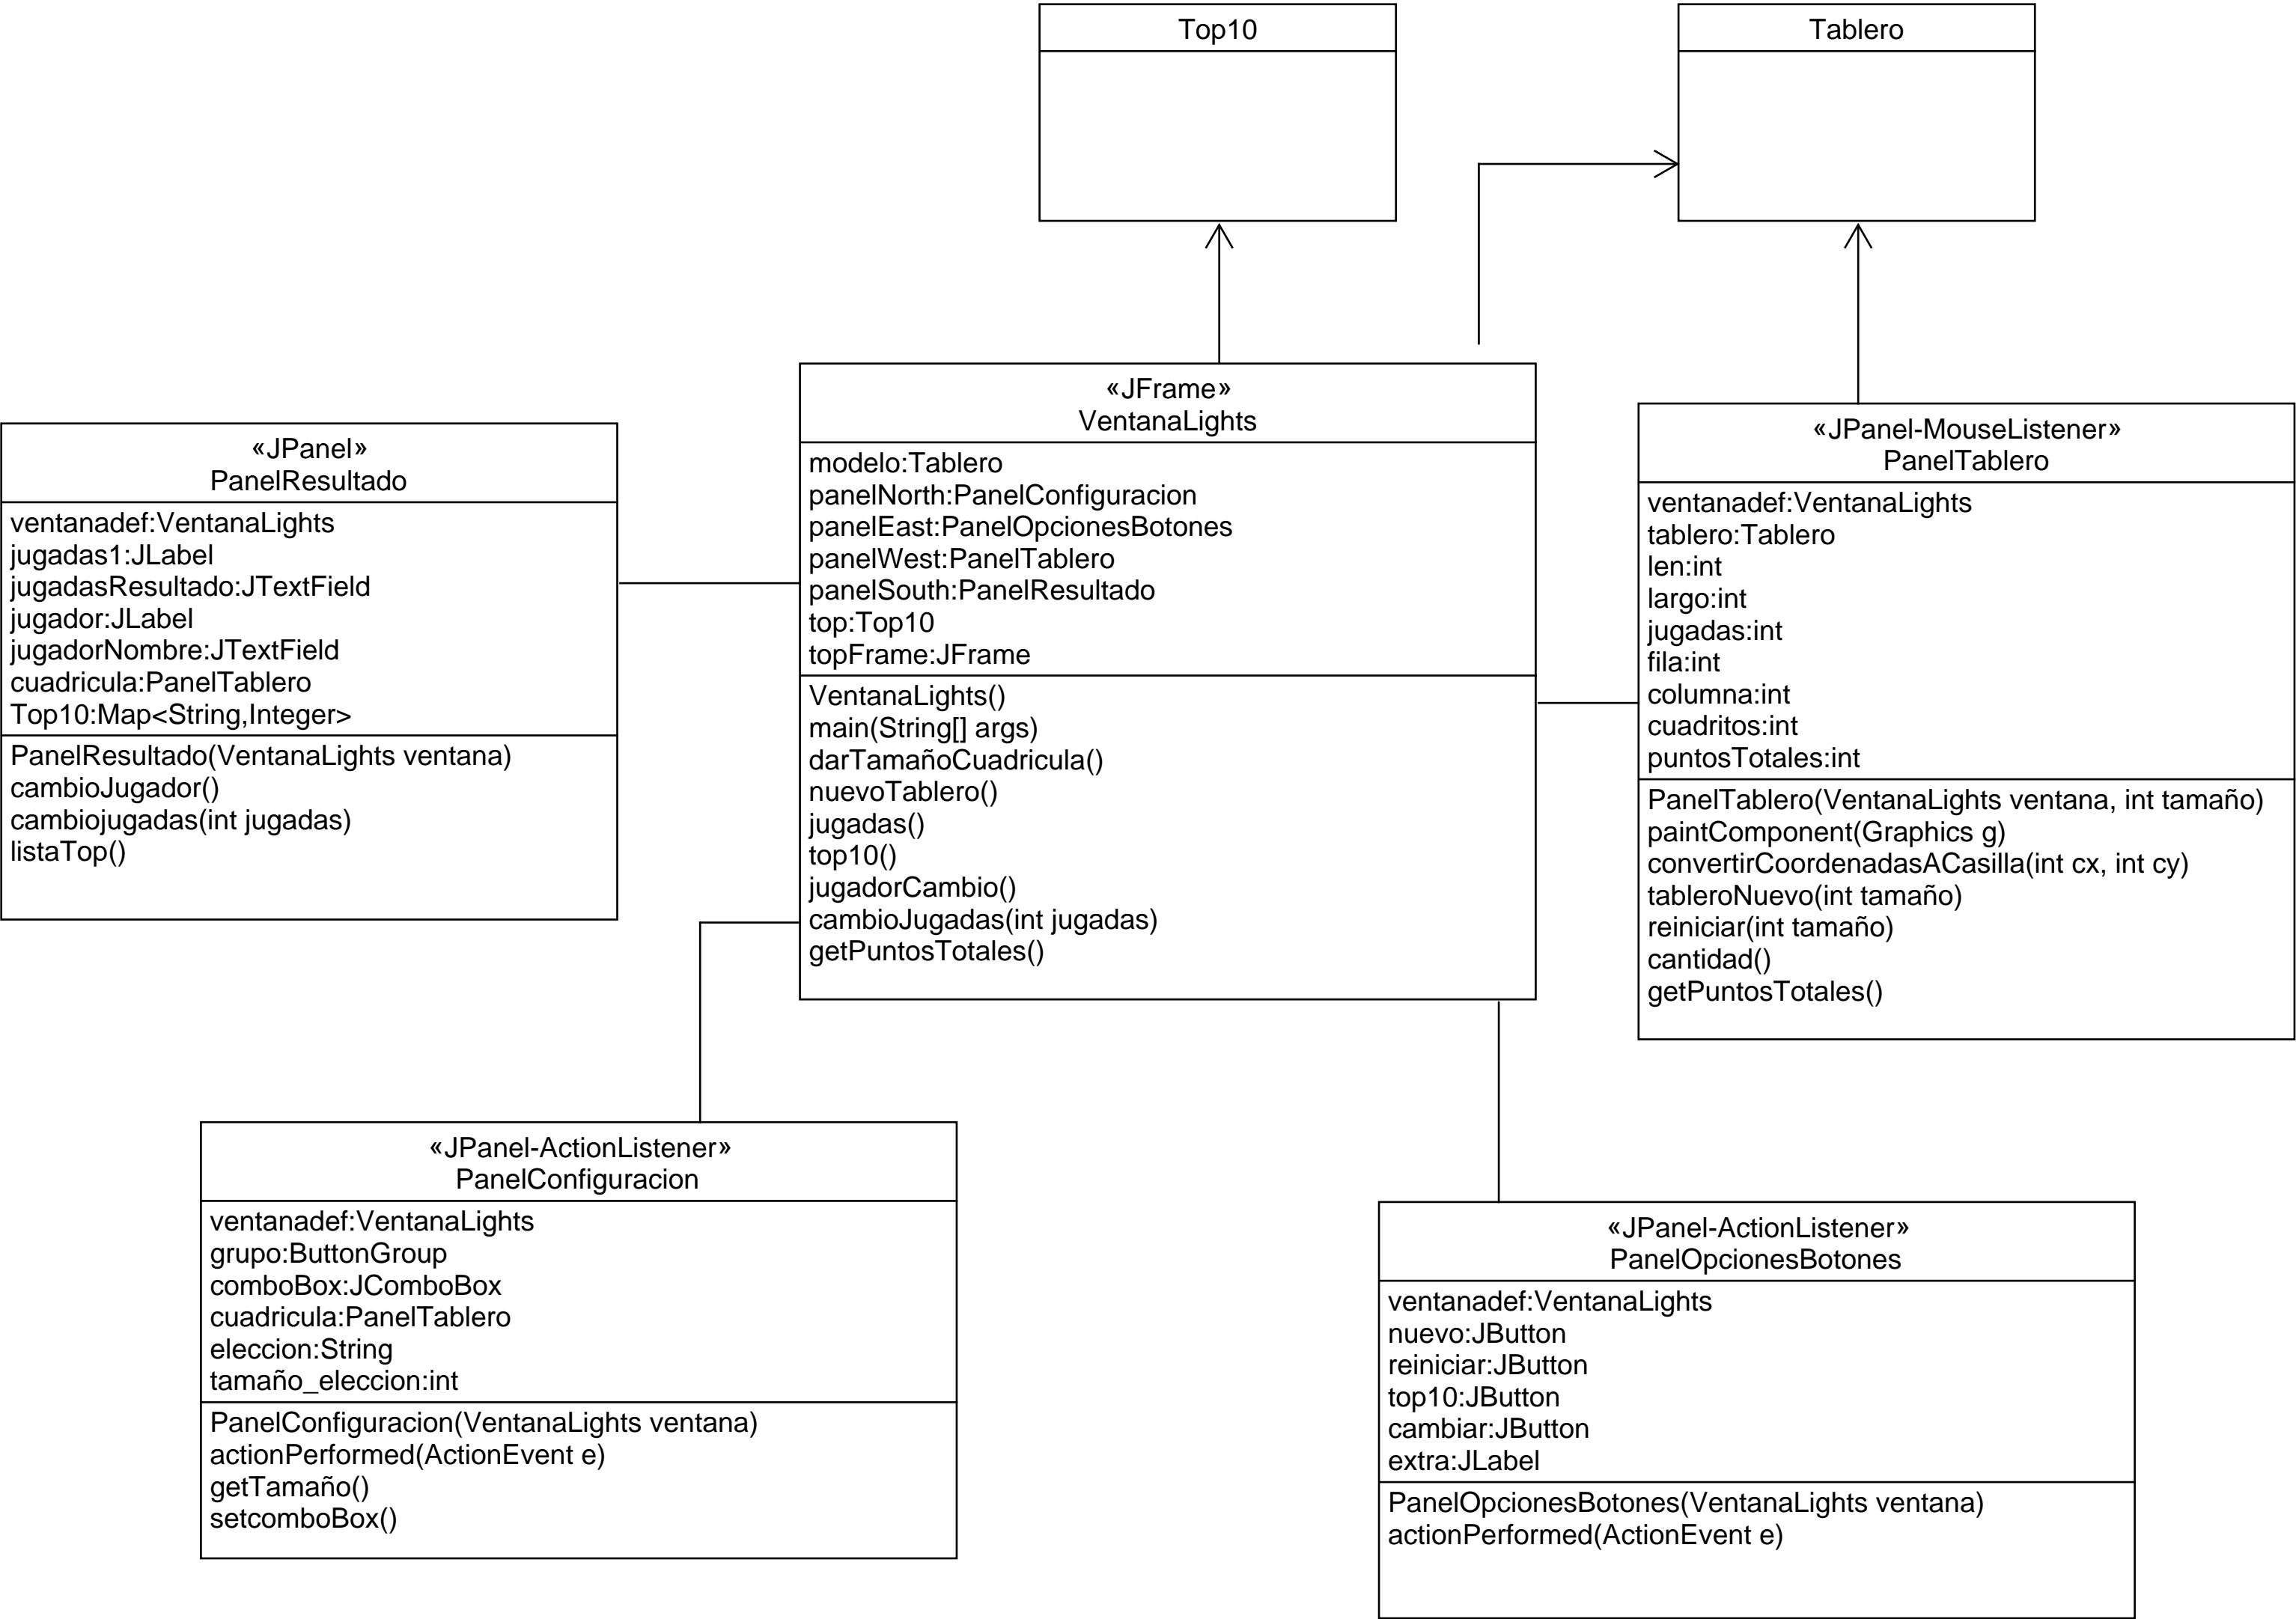 Top10
Tablero
«JPanel»
PanelResultado
ventanadef:VentanaLights
jugadas1:JLabel
jugadasResultado:JTextField
jugador:JLabel
jugadorNombre:JTextField
cuadricula:PanelTablero
Top10:Map<String,Integer>
PanelResultado(VentanaLights ventana)
cambioJugador()
cambiojugadas(int jugadas)
listaTop()
«JFrame»
VentanaLights
modelo:Tablero
panelNorth:PanelConfiguracion
panelEast:PanelOpcionesBotones
panelWest:PanelTablero
panelSouth:PanelResultado
top:Top10
topFrame:JFrame
VentanaLights()
main(String[] args)
darTamañoCuadricula()
nuevoTablero()
jugadas()
top10()
jugadorCambio()
cambioJugadas(int jugadas)
getPuntosTotales()
«JPanel-MouseListener»
PanelTablero
ventanadef:VentanaLights
tablero:Tablero
len:int
largo:int
jugadas:int
fila:int
columna:int
cuadritos:int
puntosTotales:int
PanelTablero(VentanaLights ventana, int tamaño)
paintComponent(Graphics g)
convertirCoordenadasACasilla(int cx, int cy)
tableroNuevo(int tamaño)
reiniciar(int tamaño)
cantidad()
getPuntosTotales()
«JPanel-ActionListener»
PanelConfiguracion
ventanadef:VentanaLights
grupo:ButtonGroup
comboBox:JComboBox
cuadricula:PanelTablero
eleccion:String
tamaño_eleccion:int
PanelConfiguracion(VentanaLights ventana)
actionPerformed(ActionEvent e)
getTamaño()
setcomboBox()
«JPanel-ActionListener»
PanelOpcionesBotones
ventanadef:VentanaLights
nuevo:JButton
reiniciar:JButton
top10:JButton
cambiar:JButton
extra:JLabel
PanelOpcionesBotones(VentanaLights ventana)
actionPerformed(ActionEvent e)